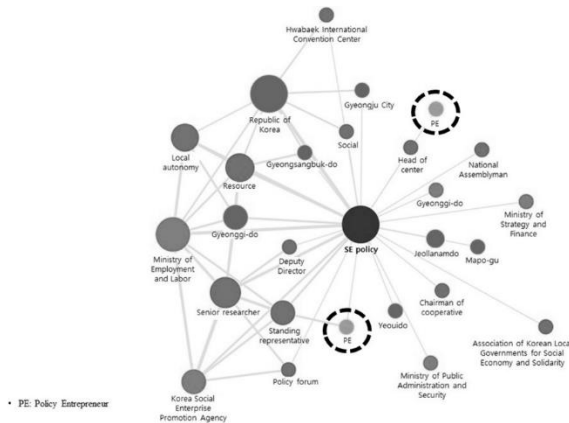 Hwabaek International
Convention Center
Republic of
Korea
Gyeongju City
PE
Local
autonomy
Social
Gyeongsangbuk-do
Head of
center
National
Assemblyman
Resource
Gyeonggi-do
Gyeonggi-do
Ministry of
Strategy and
Finance
SE policy
Ministry of
Employment
and Labor
Deputy
Director
Jeollanamdo
Mapo-gu
Senior researcher
Standing
representative
PE
Yeouido
Chairman of
cooperative
Association of Korean Local
Governments for Social
Economy and Solidarity
Policy forum
Ministry of Public
Administration and
Security
Korea Social
Enterprise
Promotion Agency
• PE: Policy Entrepreneur